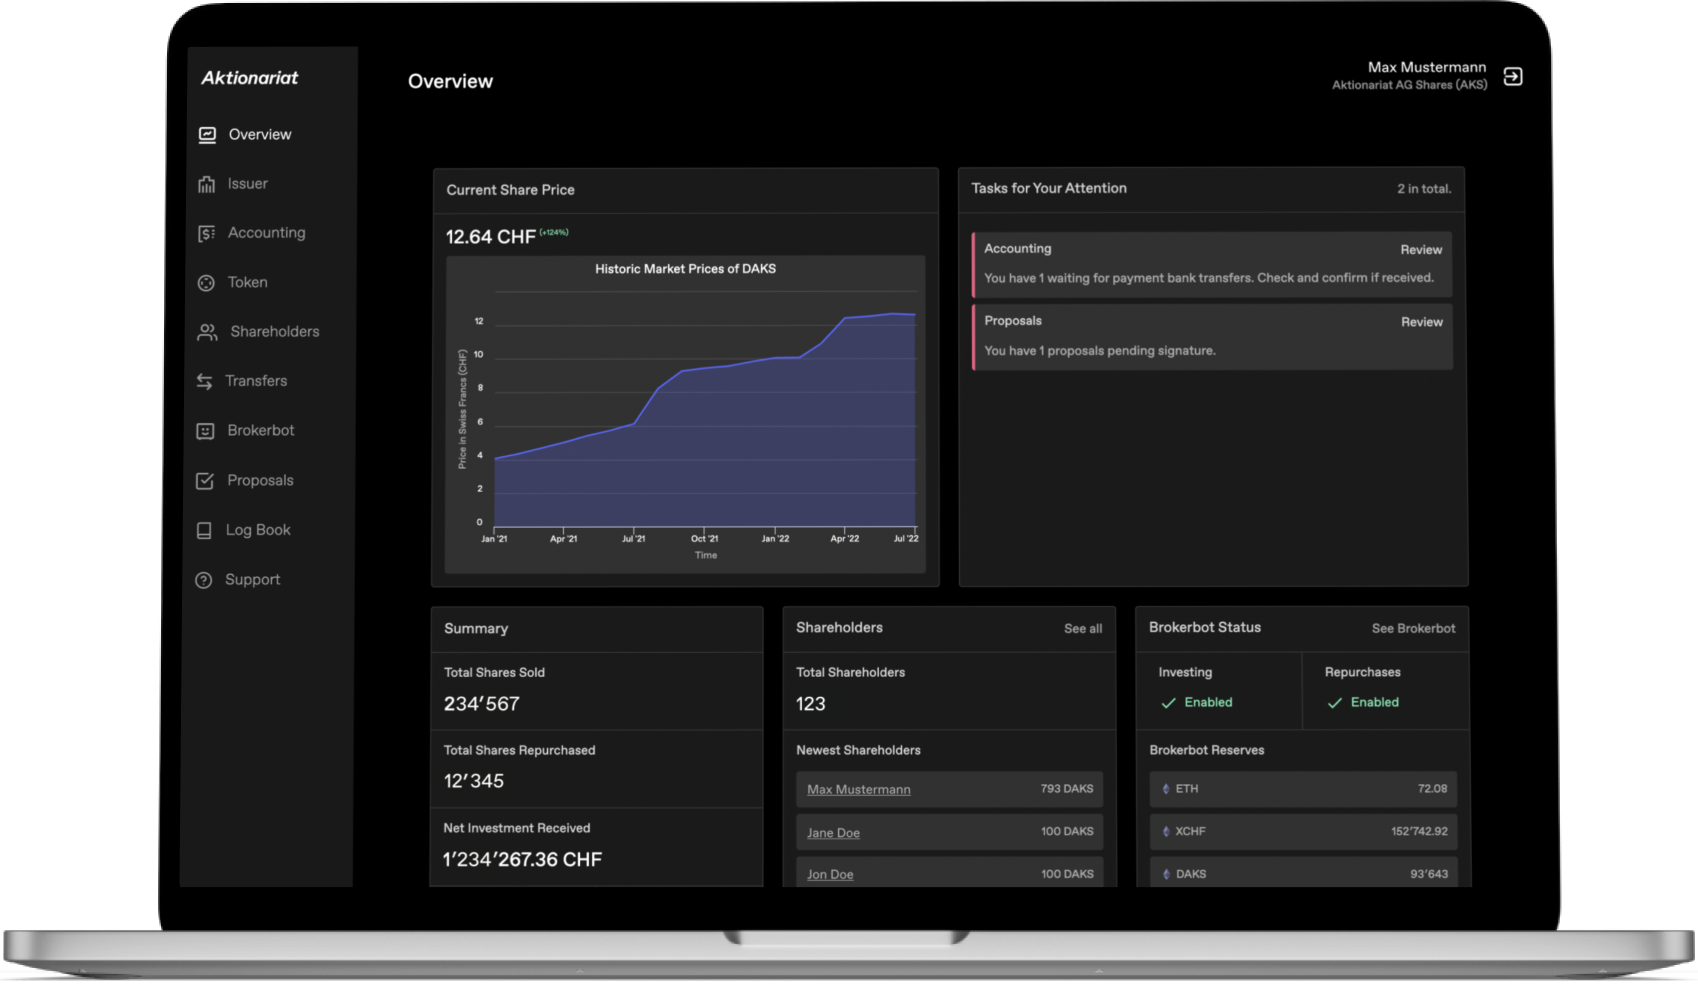 Aktionariat
Overview
Issuer
Accounting
Token
Shareholders
Transfers
Brokerbot
Proposals
Log Book
Support
Overview
Max Mustermann
Aktionariat AG Shares (AKS)
Current Share Price
12.64 CHF (+124%)
Historic Market Prices of DAKS
Price in Swiss Francs (CHF)
12
10
8
6
4
2
0
Jan '21 Apr '21 Jul '21 Oct '21 Jan '22 Apr '22 Jul '22
Time
Tasks for Your Attention 2 in total.
Accounting Review
You have 1 waiting for payment bank transfers. Check and confirm if received.
Proposals Review
You have 1 proposals pending signature.
Summary
Total Shares Sold
234’567
Total Shares Repurchased
12’345
Net Investment Received
1’234’267.36 CHF
Shareholders See all
Total Shareholders
123
Newest Shareholders
Max Mustermann 793 DAKS
Jane Doe 100 DAKS
Jon Doe 100 DAKS
Brokerbot Status See Brokerbot
Investing Repurchases
Enabled Enabled
Brokerbot Reserves
ETH 72.08
XCHF 152’742.92
DAKS 93’643